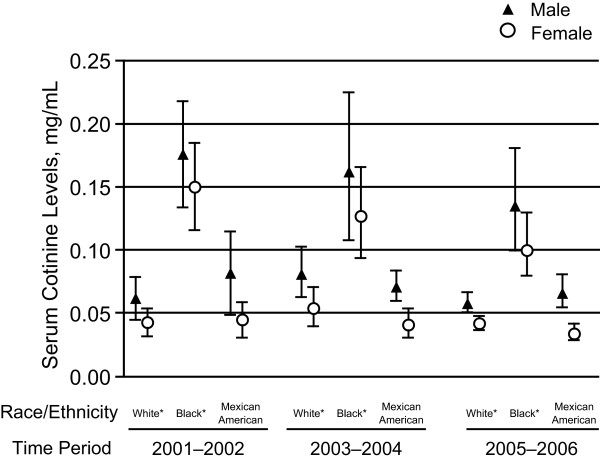 Male
Female
Serum Cotinine Levels, mg/mL
0.25
0.20
0.15
0.10
0.05
0.00
Race/Ethnicity White* Black* Mexican American White* Black* Mexican American White* Black* Mexican American
Time Period 2001–2002 2003–2004 2005–2006